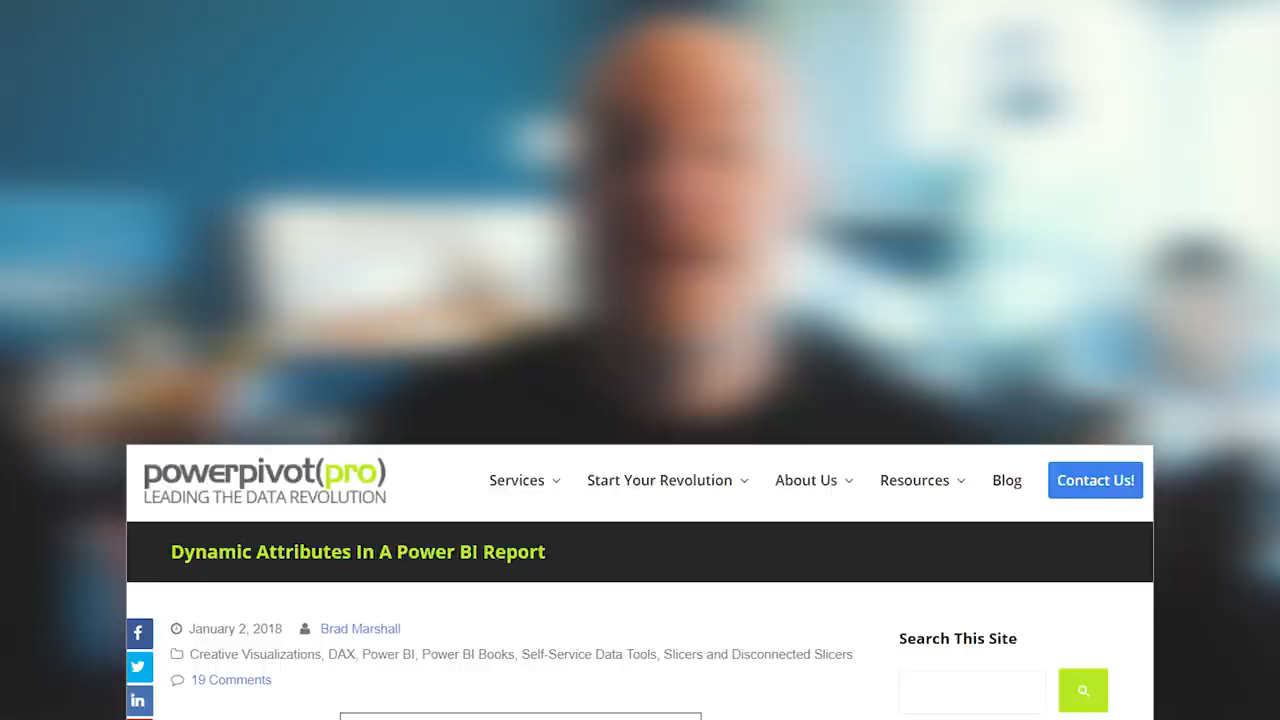 powerpivot(pro)
LEADING THE DATA REVOLUTION
Services Start Your Revolution About Us Resources Blog Contact Us!
Dynamic Attributes In A Power BI Report
January 2, 2018 Brad Marshall
Creative Visualizations, DAX, Power BI, Power BI Books, Self-Service Data Tools, Slicers and Disconnected Slicers
19 Comments
Search This Site